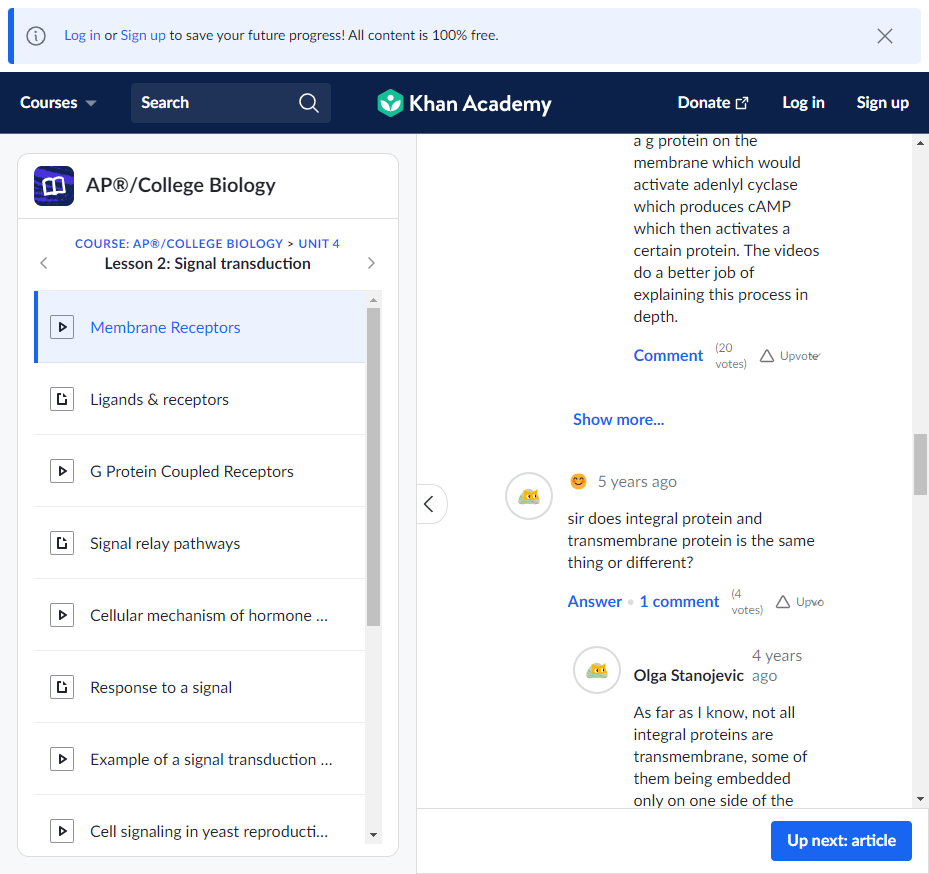 Log in or Sign up to save your future progress! All content is 100% free.
Courses
Search
Khan Academy
Donate
Log in
Sign up
AP®/College Biology
COURSE: AP®/COLLEGE BIOLOGY > UNIT 4
Lesson 2: Signal transduction
Membrane Receptors
Ligands & receptors
G Protein Coupled Receptors
Signal relay pathways
Cellular mechanism of hormone ...
Response to a signal
Example of a signal transduction ...
Cell signaling in yeast reproducti...
a g protein on the
membrane which would
activate adenlyl cyclase
which produces cAMP
which then activates a
certain protein. The videos
do a better job of
explaining this process in
depth.
Comment
(20
votes)
Upvote
Show more...
5 years ago
sir does integral protein and
transmembrane protein is the same
thing or different?
Answer • 1 comment
(4
votes)
Upvo
Olga Stanojevic
4 years
ago
As far as I know, not all
integral proteins are
transmembrane, some of
them being embedded
only on one side of the
Up next: article